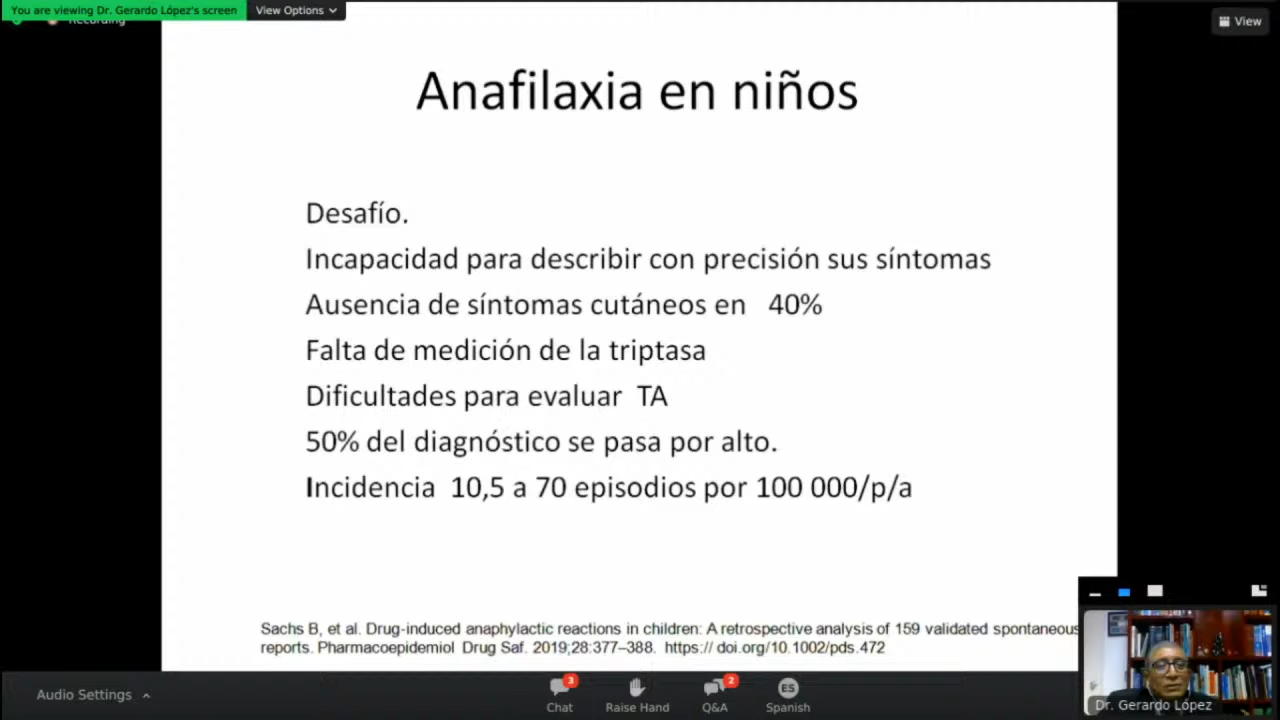 You are viewing Dr. Gerardo López's screen
View Options
Recording
View
Anafilaxia en niños
Desafío.
Incapacidad para describir con precisión sus síntomas
Ausencia de síntomas cutáneos en 40%
Falta de medición de la triptasa
Dificultades para evaluar TA
50% del diagnóstico se pasa por alto.
Incidencia 10,5 a 70 episodios por 100 000/p/a
Sachs B, et al. Drug-induced anaphylactic reactions in children: A retrospective analysis of 159 validated spontaneous
reports. Pharmacoepidemiol Drug Saf. 2019;28:377–388. https:// doi.org/10.1002/pds.472
Dr. Gerardo López
Audio Settings
3
2
ES
Chat
Raise Hand
Q&A
Spanish